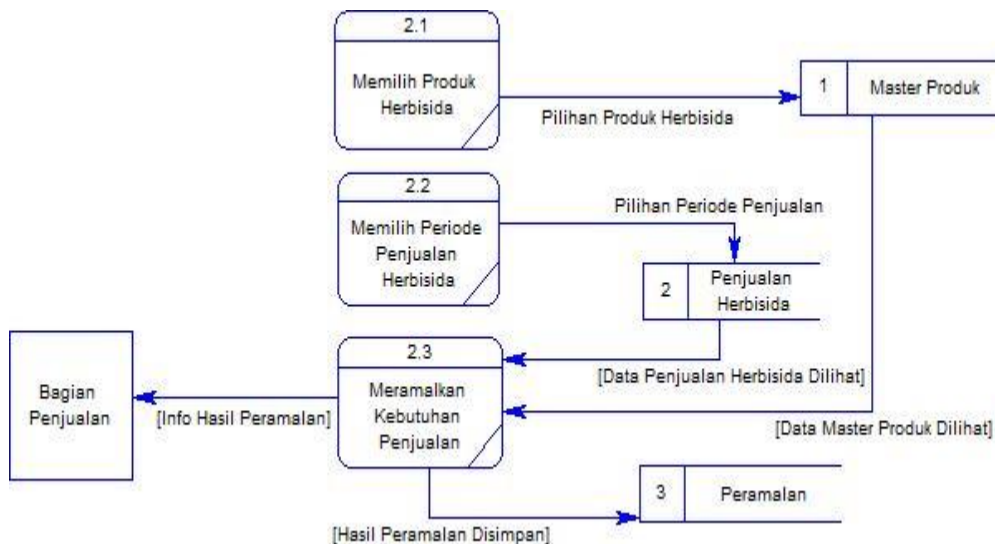 2.1
Memilih Produk
Herbisida
Pilihan Produk Herbisida
1
Master Produk
2.2
Memilih Periode
Penjualan
Herbisida
Pilihan Periode Penjualan
2
Penjualan
Herbisida
[Data Penjualan Herbisida Dilihat]
[Data Master Produk Dilihat]
2.3
Meramalkan
Kebutuhan
Penjualan
[Info Hasil Peramalan]
Bagian
Penjualan
3
Peramalan
[Hasil Peramalan Disimpan]